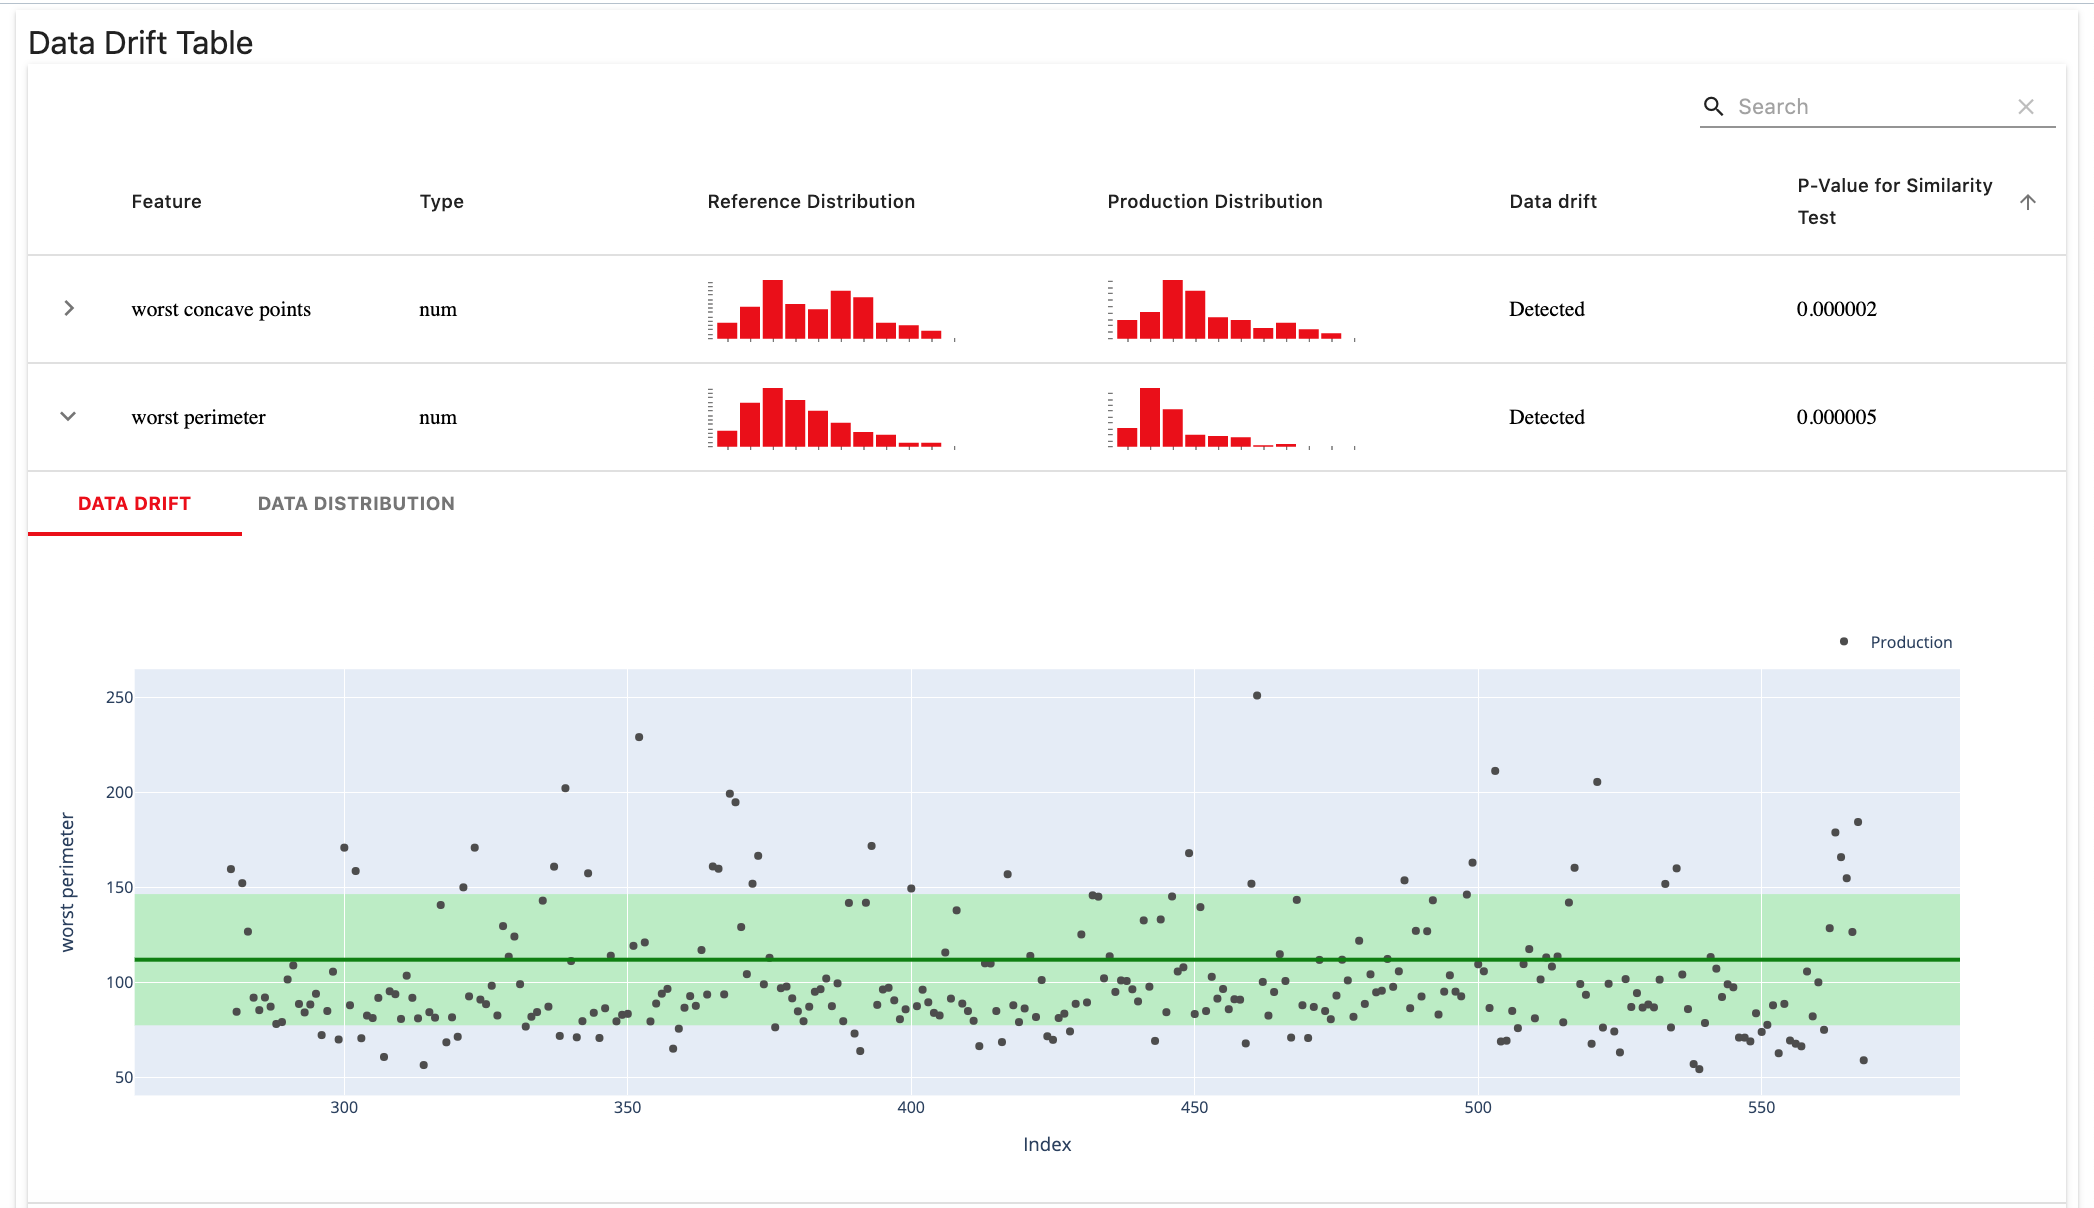 Data Drift Table
Search
Feature Type Reference Distribution Production Distribution Data drift P-Value for Similarity Test
worst concave points num Detected 0.000002
worst perimeter num Detected 0.000005
DATA DRIFT DATA DISTRIBUTION
Production
250
200
150
100
50
worst perimeter
300 350 400 450 500 550
Index